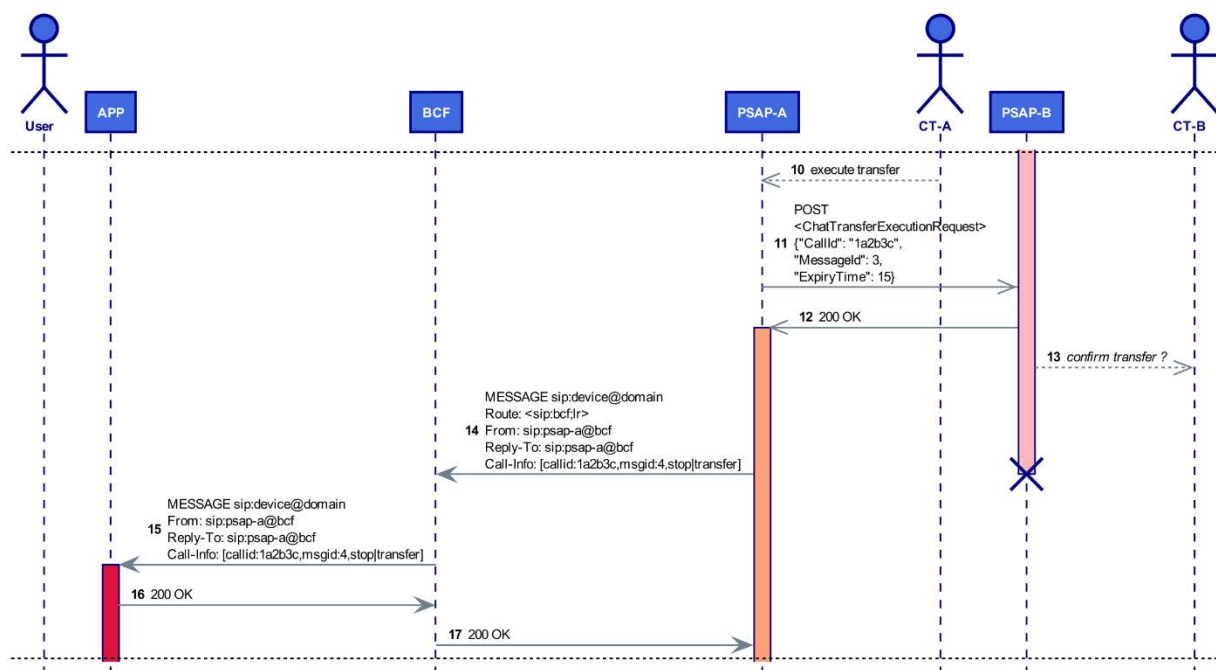 User
APP
BCF
PSAP-A
CT-A
PSAP-B
CT-B
10 execute transfer
POST
<ChatTransferExecutionRequest>
11 {"CallId": "1a2b3c",
"MessageId": 3,
"ExpiryTime": 15}
12 200 OK
13 confirm transfer ?
MESSAGE sip:device@domain
Route: <sip:bcf;lr>
14 From: sip:psap-a@bcf
Reply-To: sip:psap-a@bcf
Call-Info: [callid:1a2b3c,msgid:4,stop|transfer]
MESSAGE sip:device@domain
15 From: sip:psap-a@bcf
Reply-To: sip:psap-a@bcf
Call-Info: [callid:1a2b3c,msgid:4,stop|transfer]
16 200 OK
17 200 OK